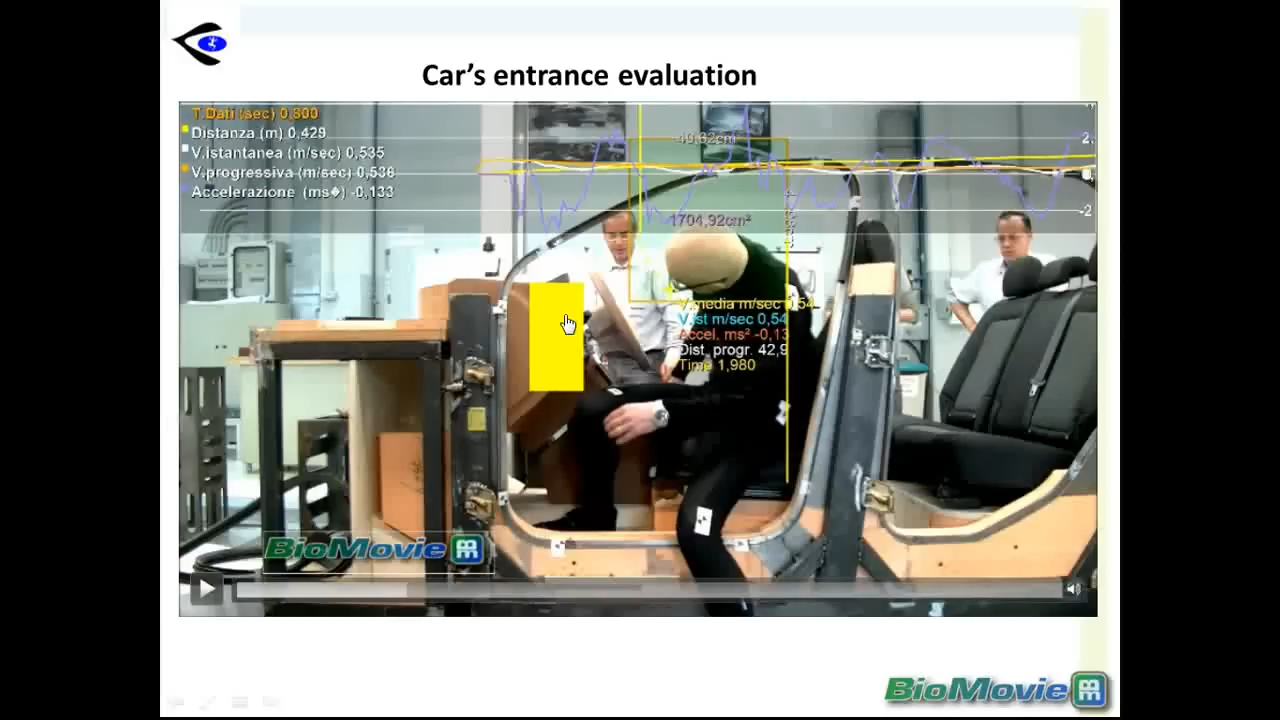 Car's entrance evaluation
T.Dati (sec) 0,800
Distanza (m) 0,429
V.istantanea (m/sec) 0,535
V.progressiva (m/sec) 0,536
Accelerazione (ms�) -0,133
2.
-2
1704,92cm²
V.media m/sec 0,54
V.ist m/sec 0,54
Accel. ms² -0,13
Dist. progr. 42,9
Time 1,980
BioMovie
BioMovie